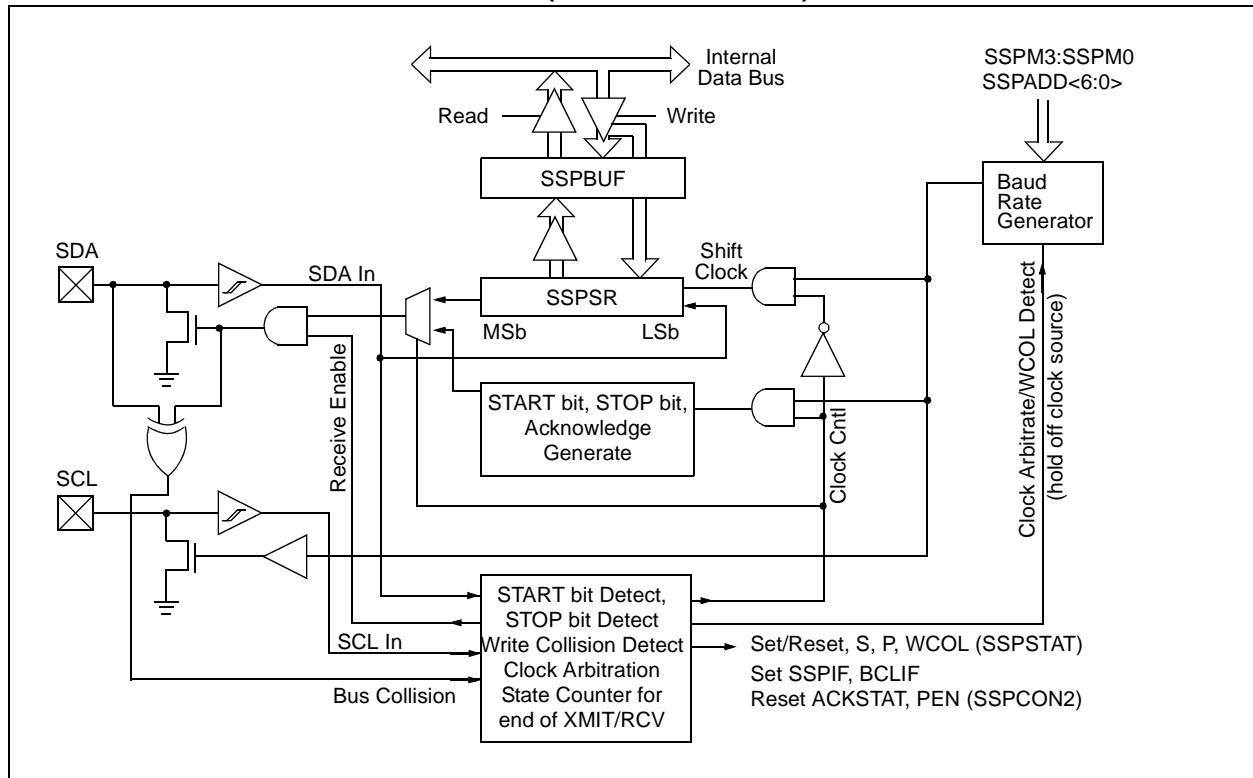 Internal
Data Bus
SSPM3:SSPM0
SSPADD<6:0>
Read
Write
SSPBUF
Baud
Rate
Generator
SDA
SDA In
Shift
Clock
SSPSR
MSb
LSb
Receive Enable
START bit, STOP bit,
Acknowledge
Generate
Clock Cntl
Clock Arbitrate/WCOL Detect
(hold off clock source)
SCL
SCL In
Bus Collision
START bit Detect,
STOP bit Detect
Write Collision Detect
Clock Arbitration
State Counter for
end of XMIT/RCV
Set/Reset, S, P, WCOL (SSPSTAT)
Set SSPIF, BCLIF
Reset ACKSTAT, PEN (SSPCON2)